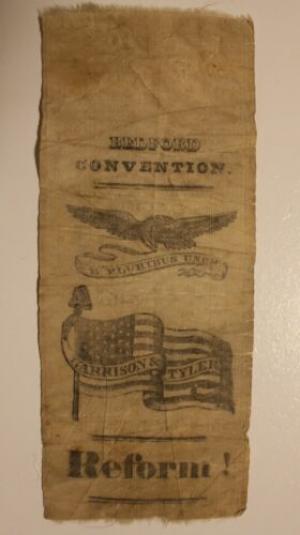 BEDFORD
CONVENTION.
E PLURIBUS UNUM
HARRISON & TYLER
Reform!